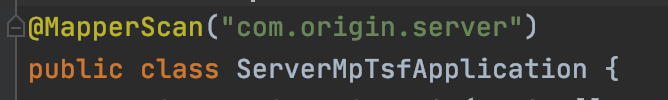 @MapperScan("com.origin.server")
public class ServerMpTsfApplication {